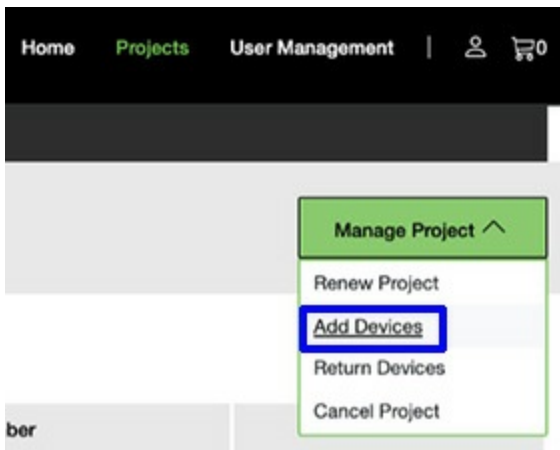 Home Projects User Management | 0
Manage Project
Renew Project
Add Devices
Return Devices
Cancel Project
ber